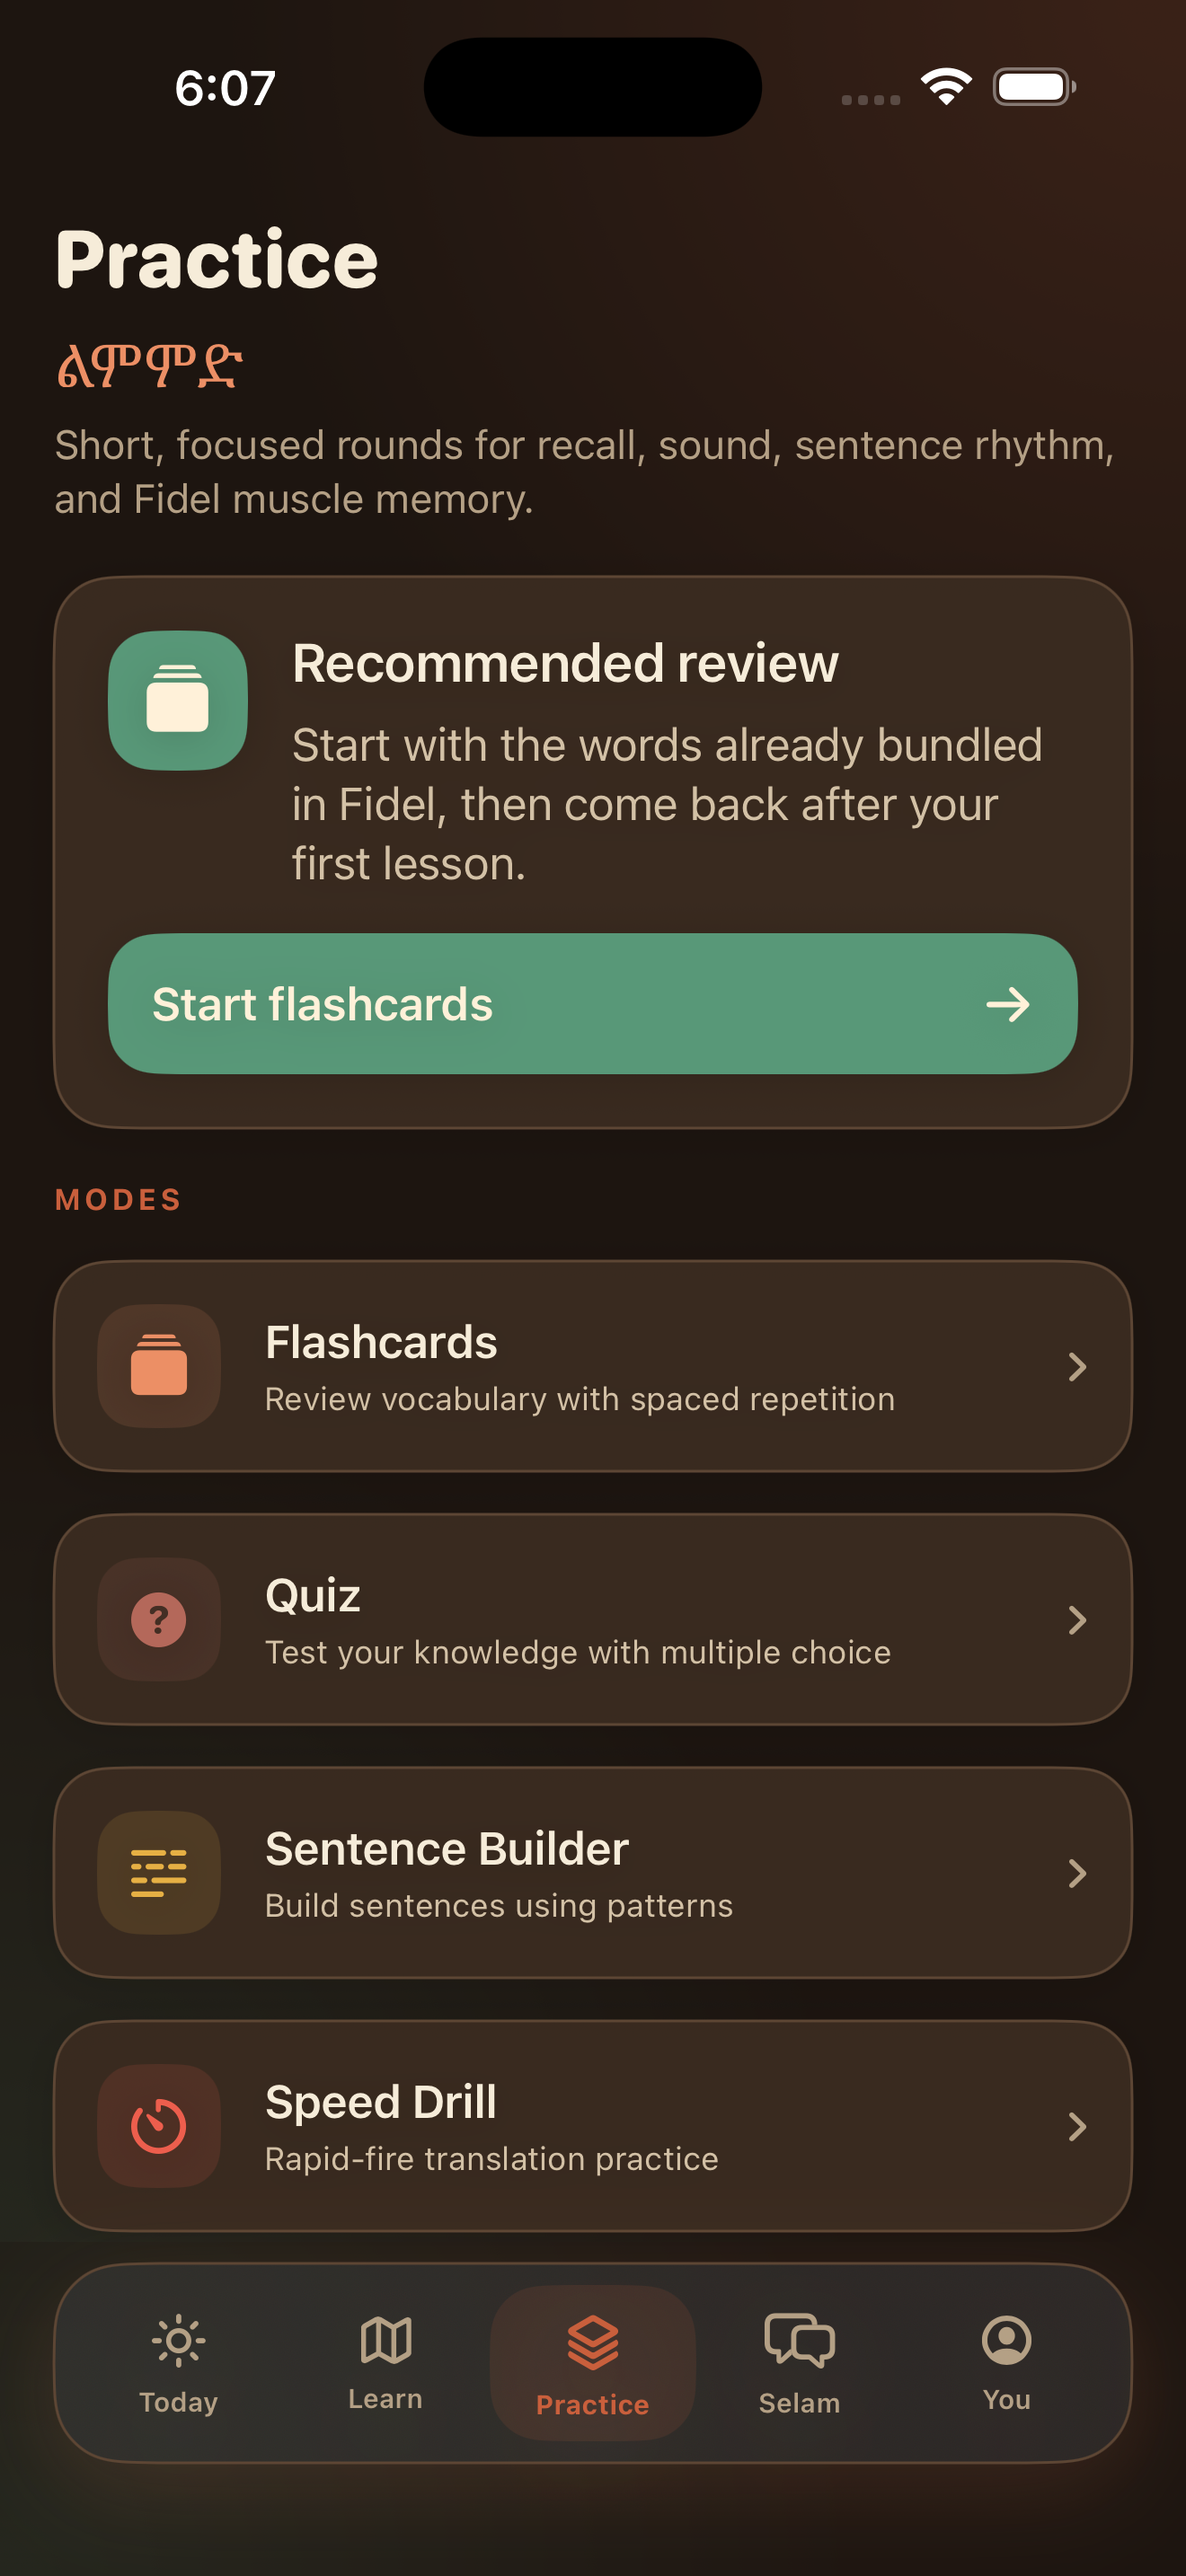 6:07
Practice
ልምምድ
Short, focused rounds for recall, sound, sentence rhythm,
and Fidel muscle memory.
Recommended review
Start with the words already bundled
in Fidel, then come back after your
first lesson.
Start flashcards
MODES
Flashcards
Review vocabulary with spaced repetition
Quiz
Test your knowledge with multiple choice
Sentence Builder
Build sentences using patterns
Speed Drill
Rapid-fire translation practice
Today
Learn
Practice
Selam
You